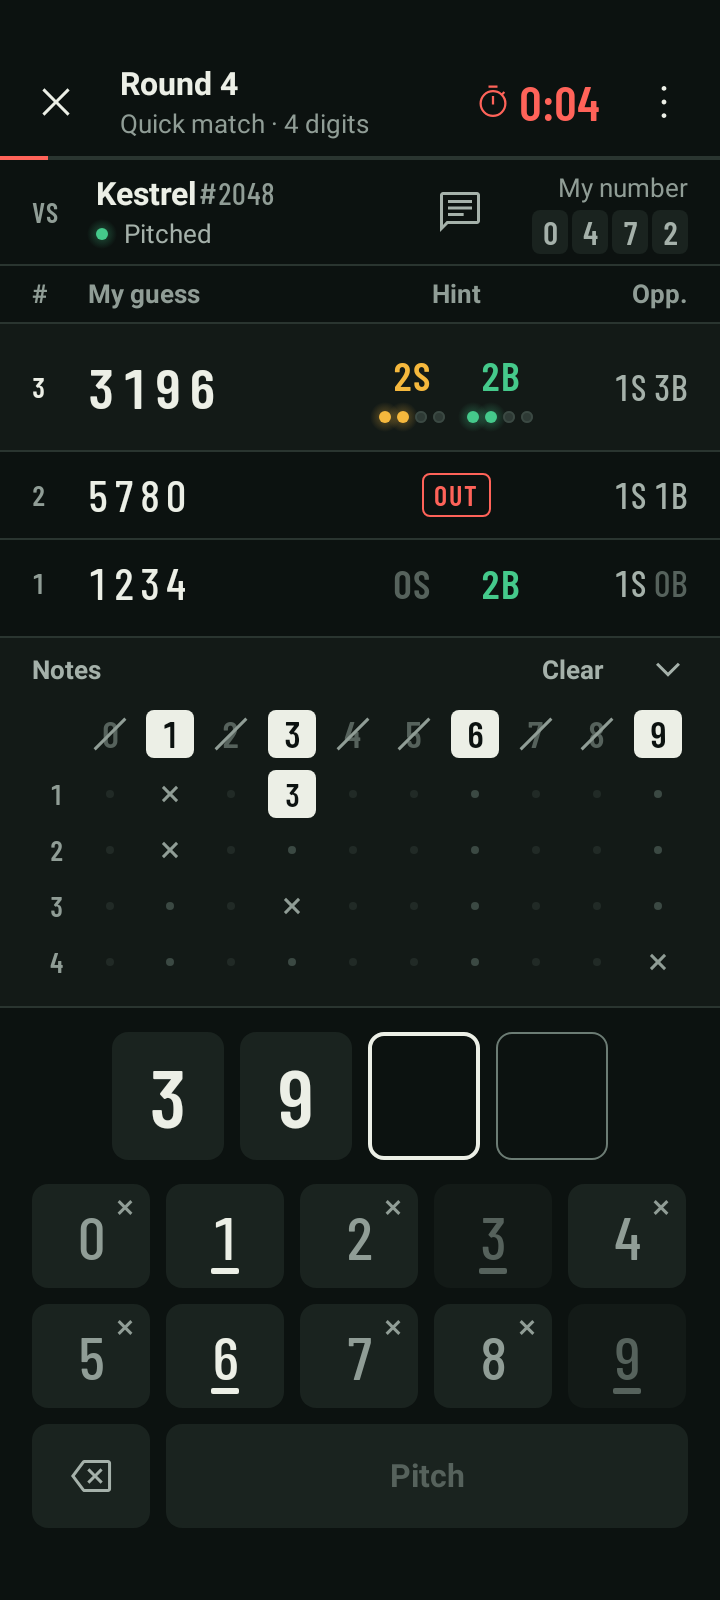 Round 4
Quick match · 4 digits
0:04
VS
Kestrel #2048
Pitched
My number
0 4 7 2
# My guess Hint Opp.
3 3196 2S 2B 1S 3B
2 5780 OUT 1S 1B
1 1234 0S 2B 1S 0B
Notes Clear
0 1 2 3 4 5 6 7 8 9
1 × 3
2 ×
3 ×
4 ×
3 9
0 × 1 2 × 3 4 ×
5 × 6 7 × 8 × 9
Pitch